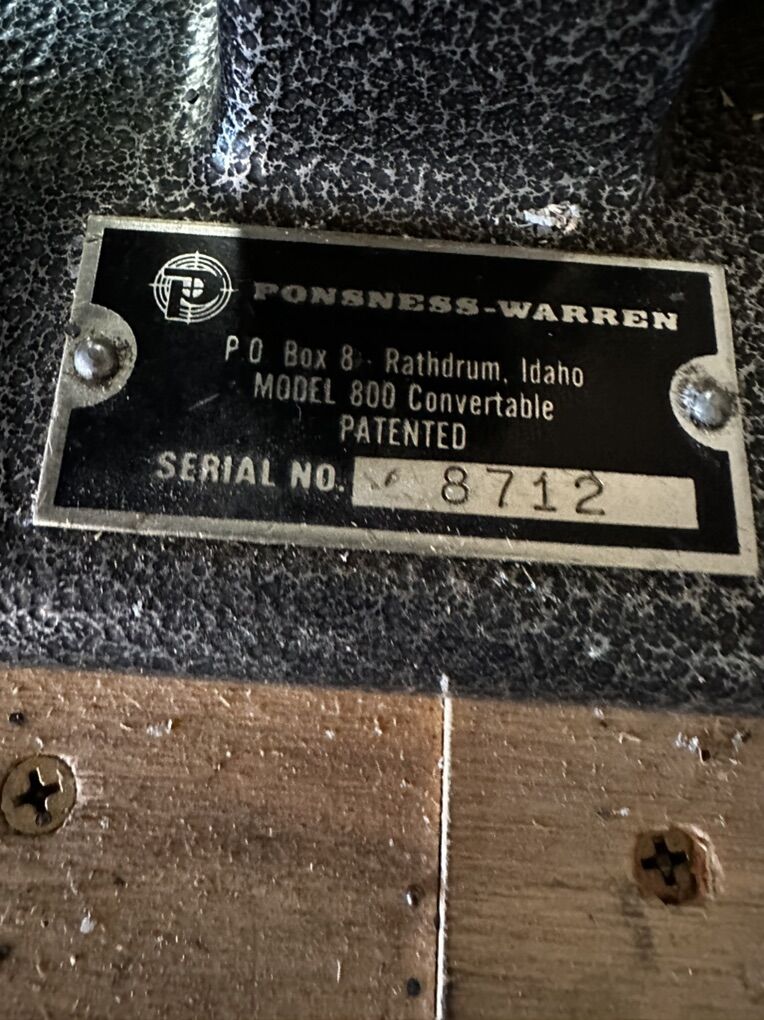 P PONSNESS-WARREN
P.O. Box 8 - Rathdrum, Idaho
MODEL 800 Convertable
PATENTED
SERIAL NO. 8712